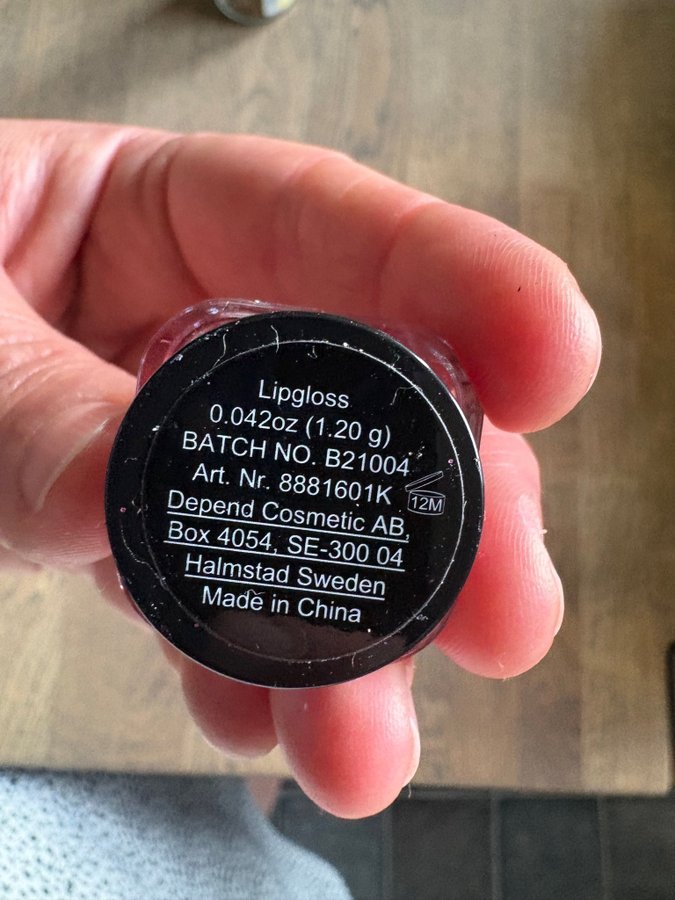 Lipgloss
0.042oz (1.20 g)
BATCH NO. B21004
Art. Nr. 8881601K
12M
Depend Cosmetic AB,
Box 4054, SE-300 04
Halmstad Sweden
Made in China